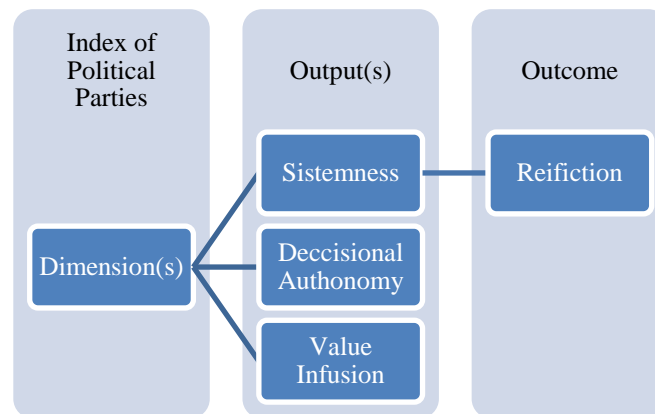 Index of
Political
Parties
Output(s)
Outcome
Dimension(s)
Sistemness
Deccisional
Authonomy
Value
Infusion
Reifiction